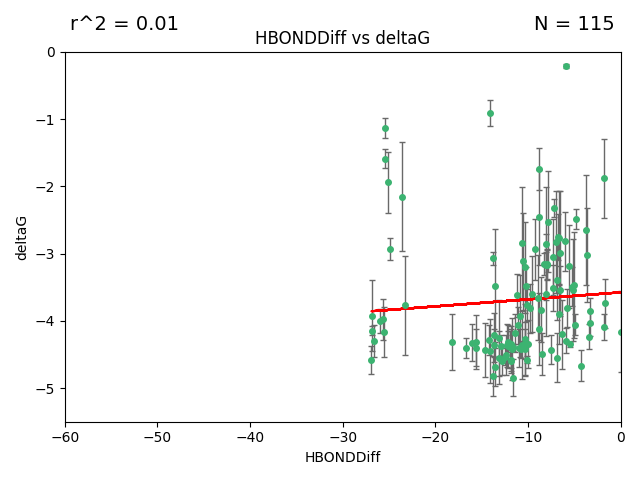 r^2 = 0.01
N = 115
HBONDDiff vs deltaG
deltaG
0
−1
−2
−3
−4
−5
−60
−50
−40
−30
−20
−10
0
HBONDDiff